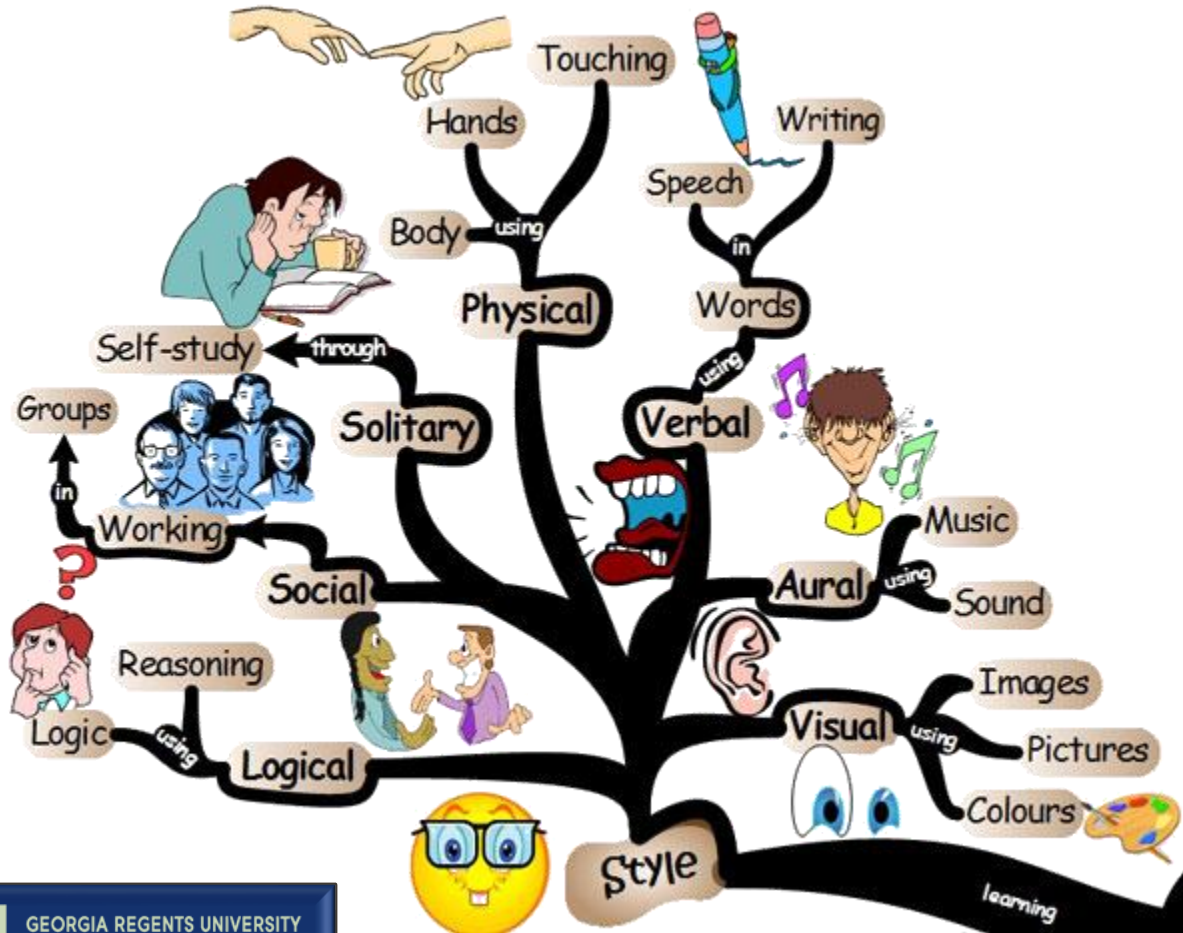 Touching
Hands
Writing
Speech
Body
using
in
Physical
Words
Self-study
through
using
Groups
Solitary
Verbal
in
Working
Music
Social
Aural
using
Sound
Reasoning
Images
Logic
using
Visual
using
Pictures
Logical
Colours
Style
learning
GEORGIA REGENTS UNIVERSITY